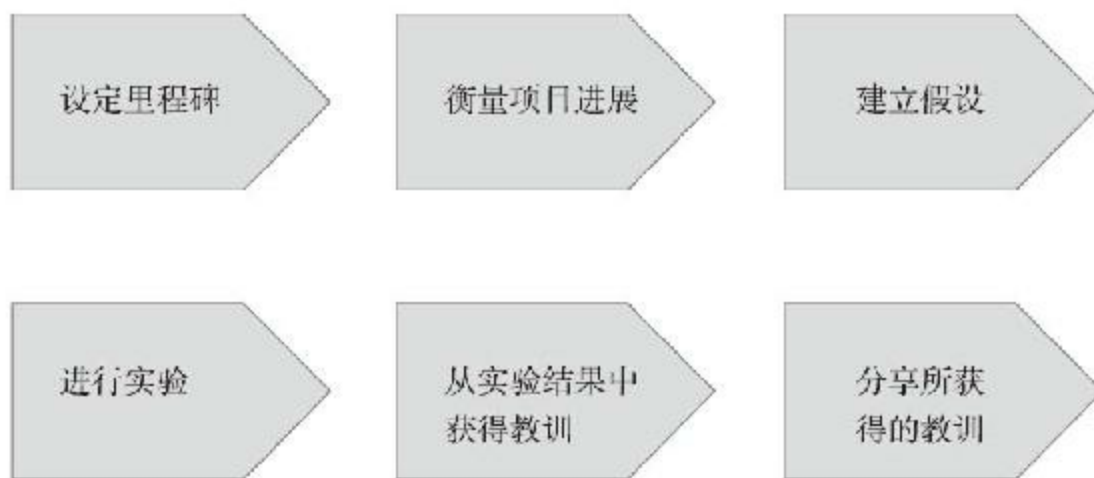 设定里程碑
衡量项目进展
建立假设
进行实验
从实验结果中
获得教训
分享所获
得的教训